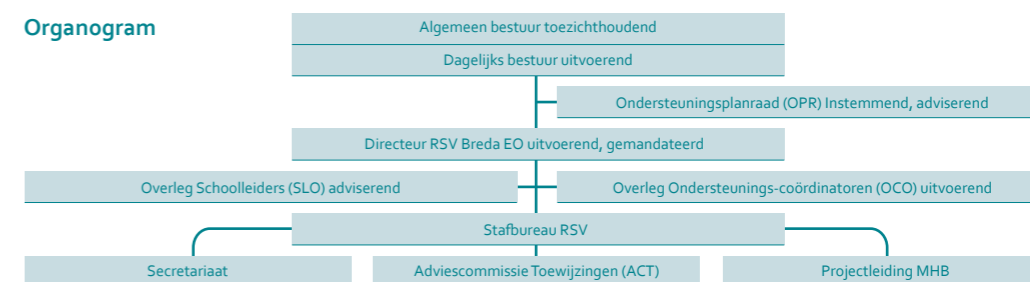 Organogram
Algemeen bestuur toezichthoudend
Dagelijks bestuur uitvoerend
Ondersteuningsplanraad (OPR) Instemmend, adviserend
Directeur RSV Breda EO uitvoerend, gemandateerd
Overleg Schoolleiders (SLO) adviserend
Overleg Ondersteunings-coördinatoren (OCO) uitvoerend
Stafbureau RSV
Secretariaat
Adviescommissie Toewijzingen (ACT)
Projectleiding MHB